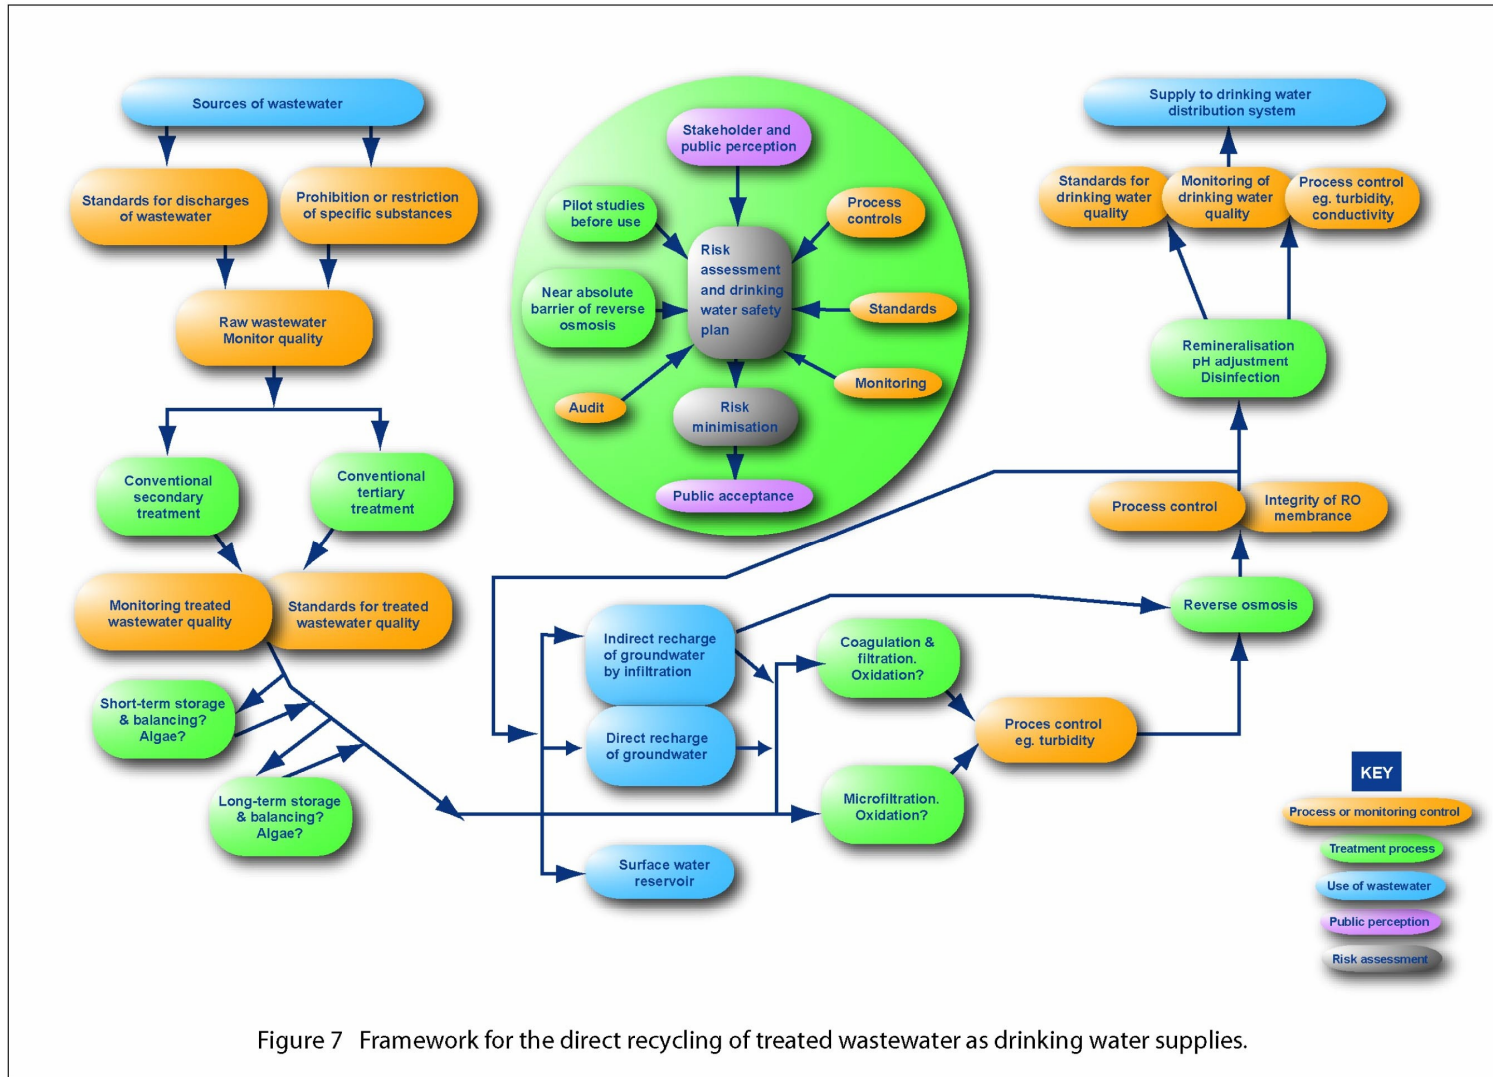 Sources of wastewater
Standards for discharges
of wastewater
Prohibition or restriction
of specific substances
Raw wastewater
Monitor quality
Conventional
secondary
treatment
Conventional
tertiary
treatment
Monitoring treated
wastewater quality
Standards for treated
wastewater quality
Short-term storage
& balancing?
Algae?
Long-term storage
& balancing?
Algae?
Stakeholder and
public perception
Pilot studies
before use
Process
controls
Risk
assessment
and drinking
water safety
plan
Near absolute
barrier of reverse
osmosis
Standards
Monitoring
Audit
Risk
minimisation
Public acceptance
Indirect recharge
of groundwater
by infiltration
Direct recharge
of groundwater
Surface water
reservoir
Coagulation &
filtration.
Oxidation?
Microfiltration.
Oxidation?
Proces control
eg. turbidity
Supply to drinking water
distribution system
Standards for
drinking water
quality
Monitoring of
drinking water
quality
Process control
eg. turbidity,
conductivity
Remineralisation
pH adjustment
Disinfection
Process control
Integrity of RO
membrance
Reverse osmosis
KEY
Process or monitoring control
Treatment process
Use of wastewater
Public perception
Risk assessment
Figure 7 Framework for the direct recycling of treated wastewater as drinking water supplies.